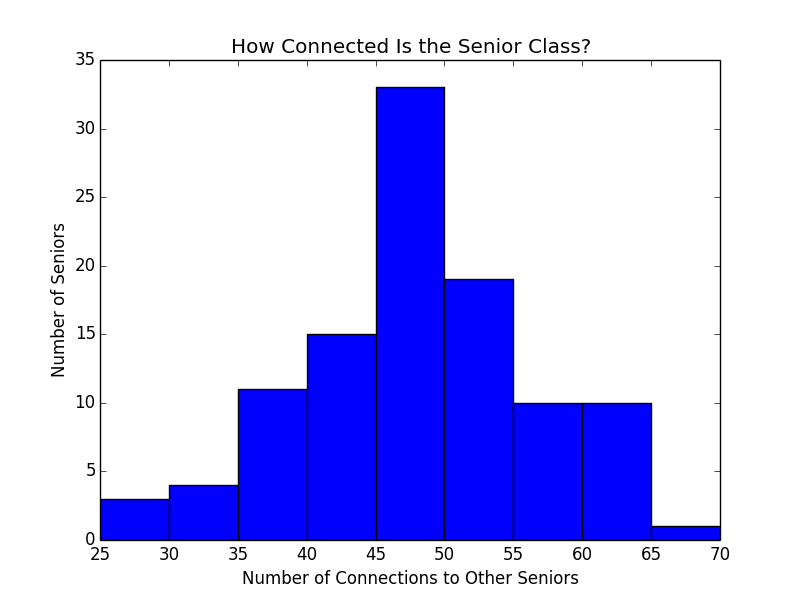 How Connected Is the Senior Class?
35
30
25
20
15
10
5
0
Number of Seniors
25 30 35 40 45 50 55 60 65 70
Number of Connections to Other Seniors